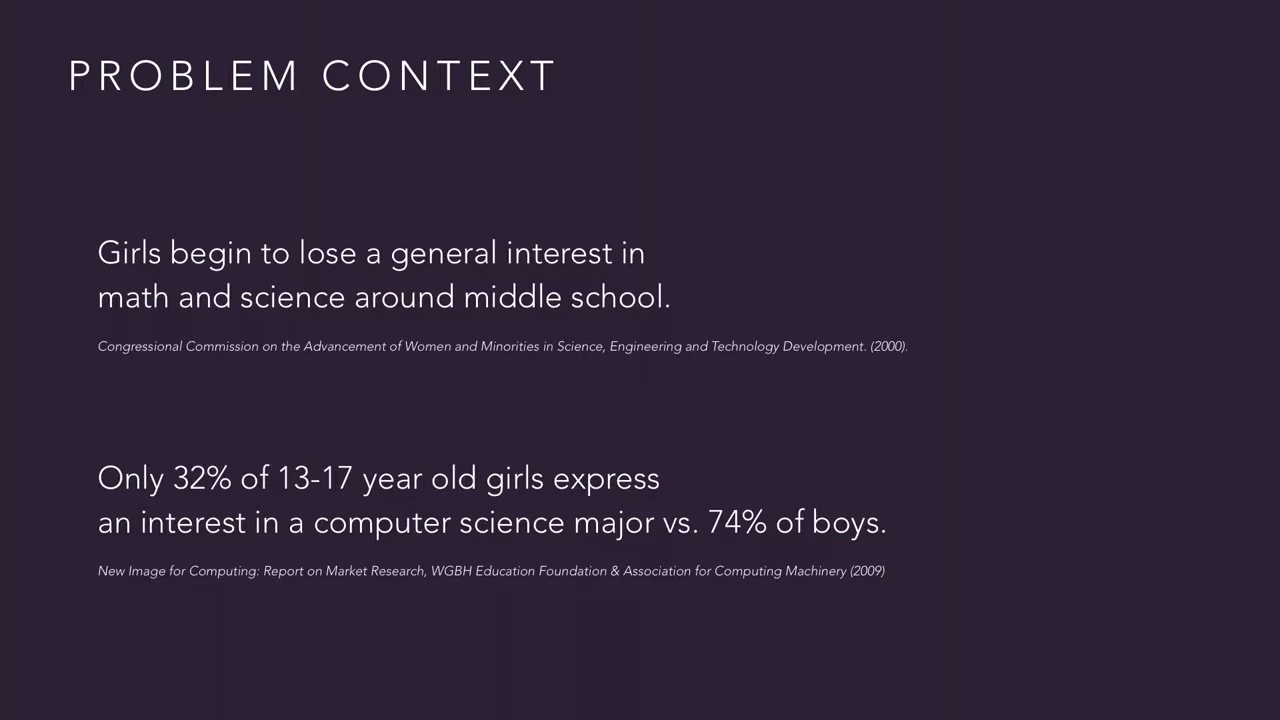 PROBLEM CONTEXT
Girls begin to lose a general interest in
math and science around middle school.
Congressional Commission on the Advancement of Women and Minorities in Science, Engineering and Technology Development. (2000).
Only 32% of 13-17 year old girls express
an interest in a computer science major vs. 74% of boys.
New Image for Computing: Report on Market Research, WGBH Education Foundation & Association for Computing Machinery (2009)